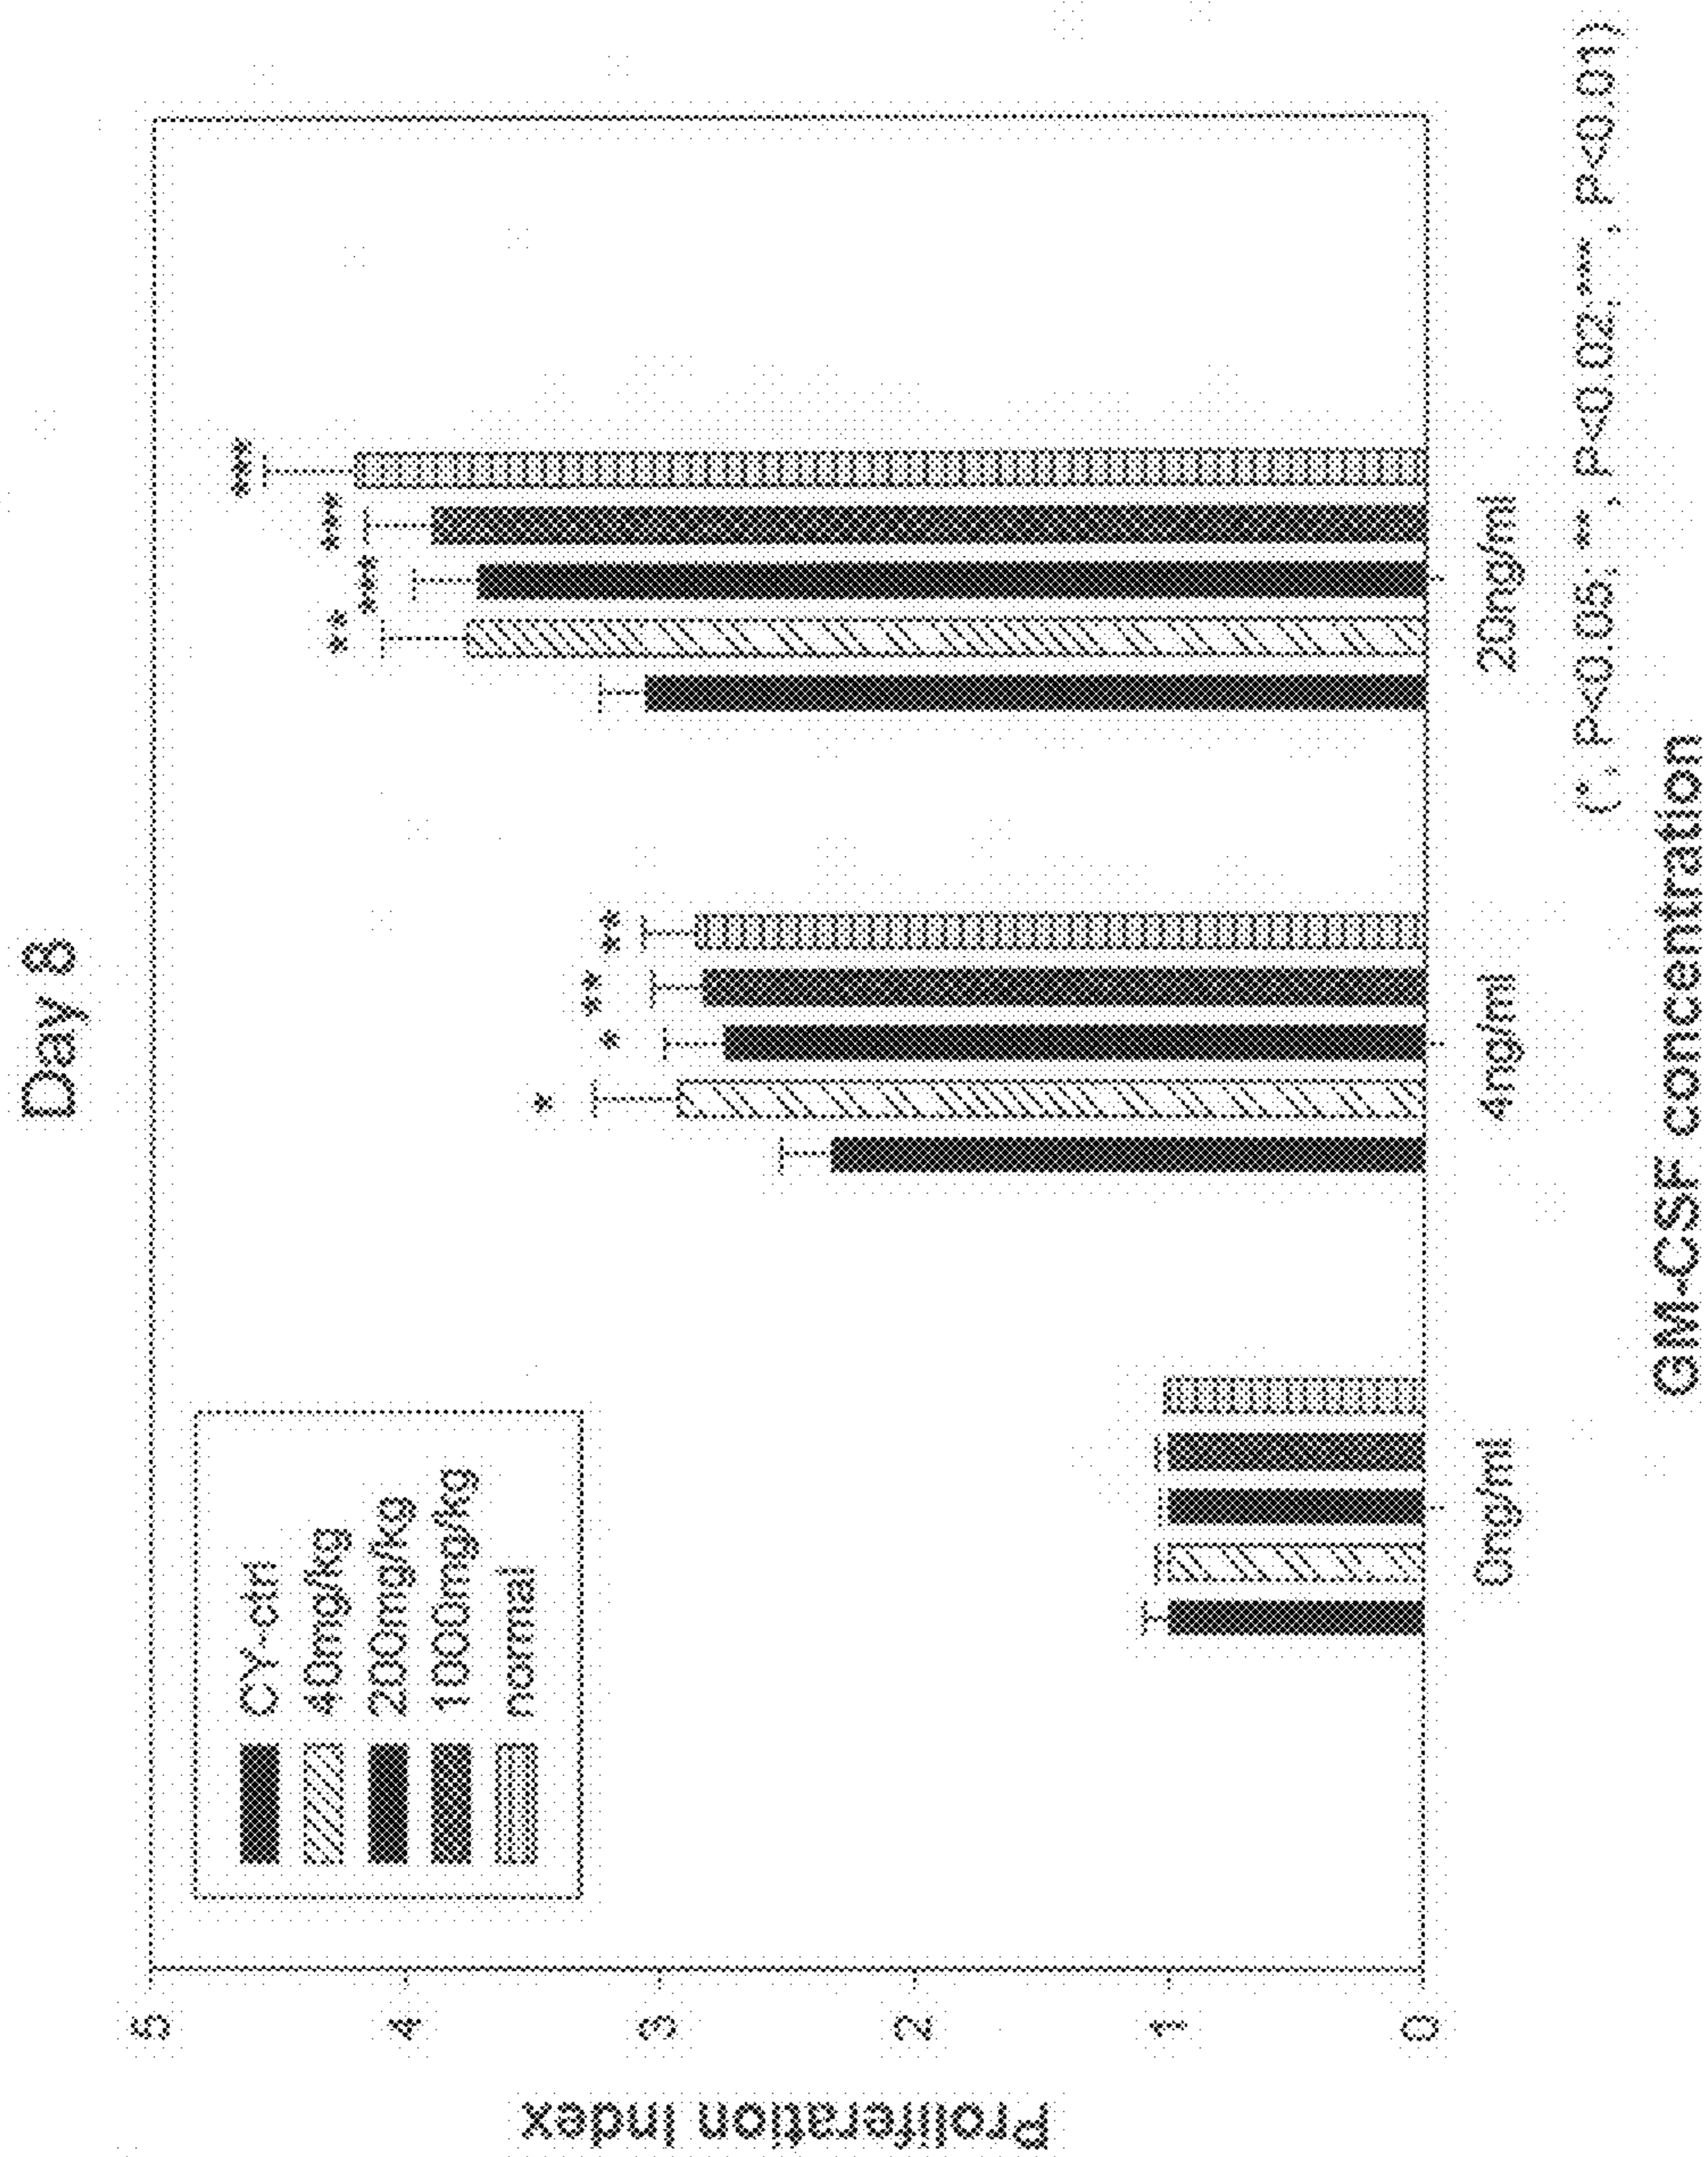 Day 8
Proliferation Index
5
4
3
2
1
0
CY-ctrl
40mg/kg
200mg/kg
1000mg/kg
normal
* ** ** *
** *** *** ***
0ng/ml 4ng/ml 20ng/ml
(*, P<0.05; **, P<0.02; ***, P<0.01)
GM-CSF concentration